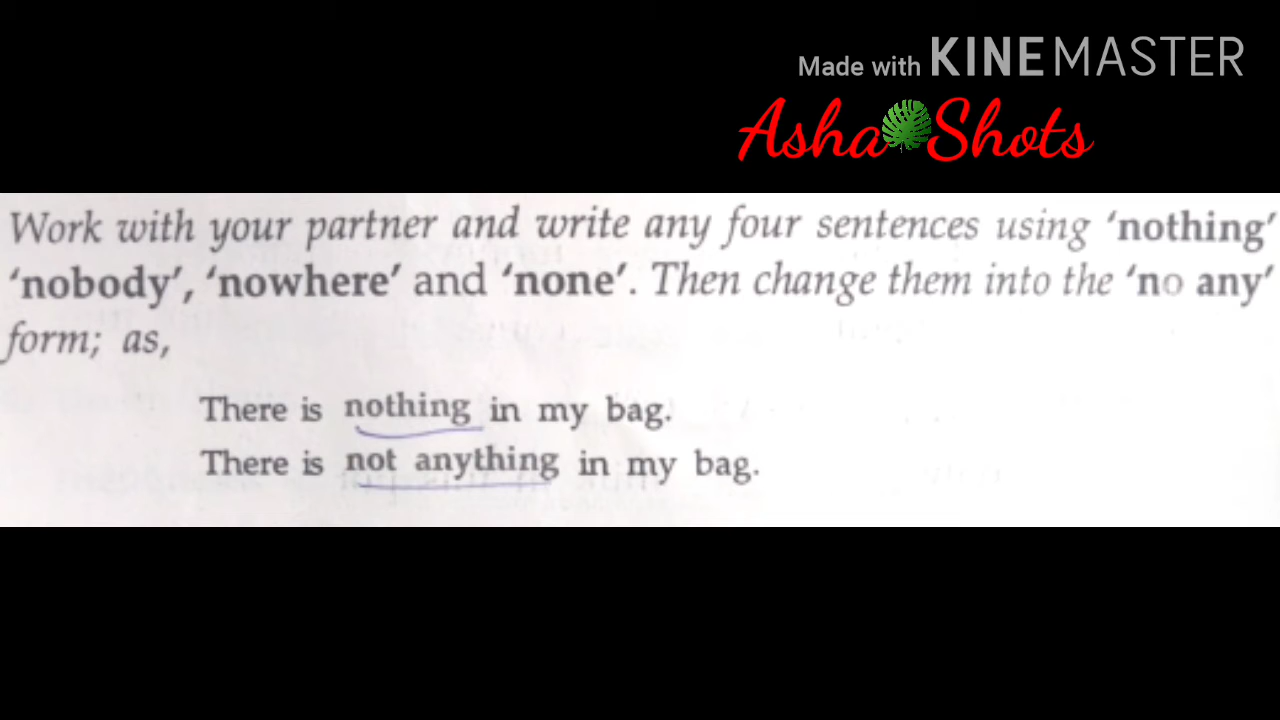 Made with KINEMASTER
Asha Shots
Work with your partner and write any four sentences using ‘nothing’
‘nobody’, ‘nowhere’ and ‘none’. Then change them into the ‘no any’
form; as,
There is nothing in my bag.
There is not anything in my bag.